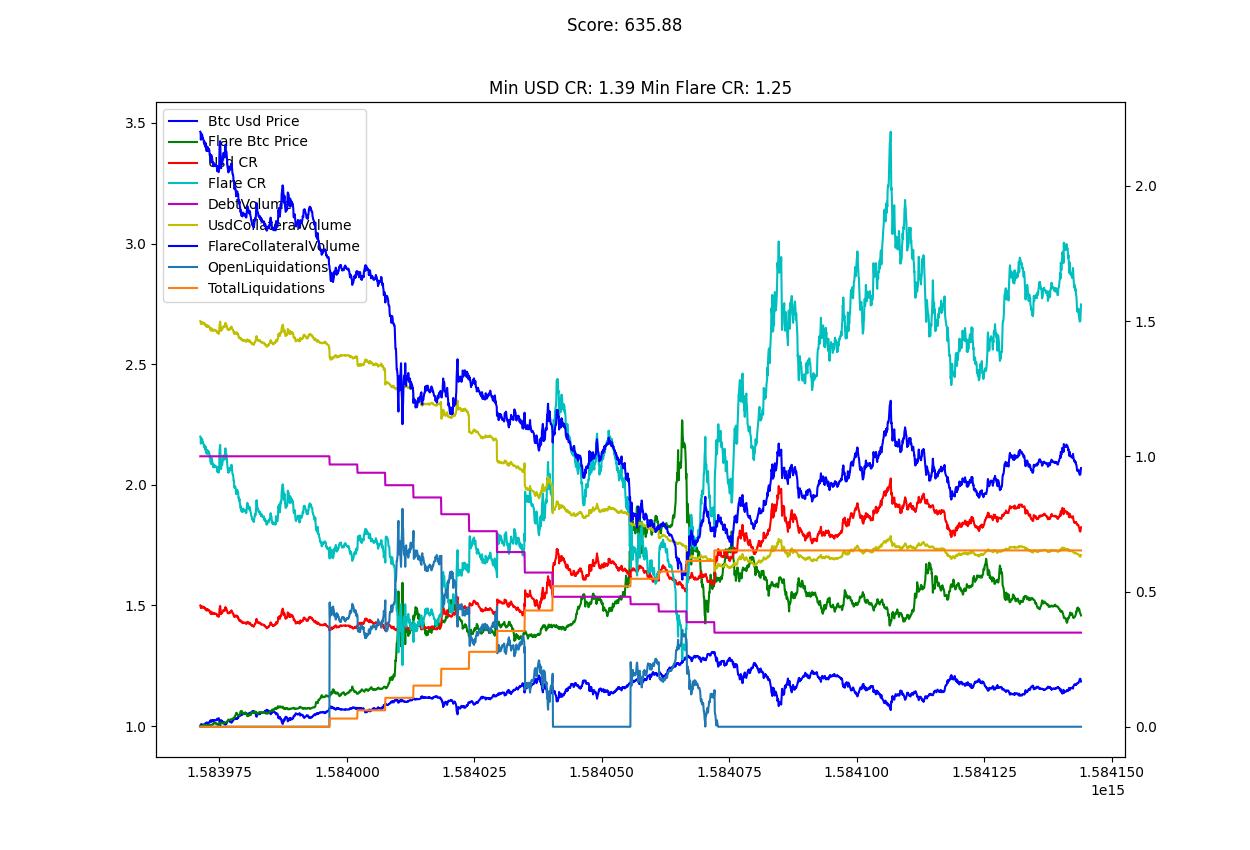 Score: 635.88
Min USD CR: 1.39 Min Flare CR: 1.25
Btc Usd Price
Flare Btc Price
Usd CR
Flare CR
DebtVolume
UsdCollateralVolume
FlareCollateralVolume
OpenLiquidations
TotalLiquidations
3.5
3.0
2.5
2.0
1.5
1.0
2.0
1.5
1.0
0.5
0.0
1.583975
1.584000
1.584025
1.584050
1.584075
1.584100
1.584125
1.584150
1e15